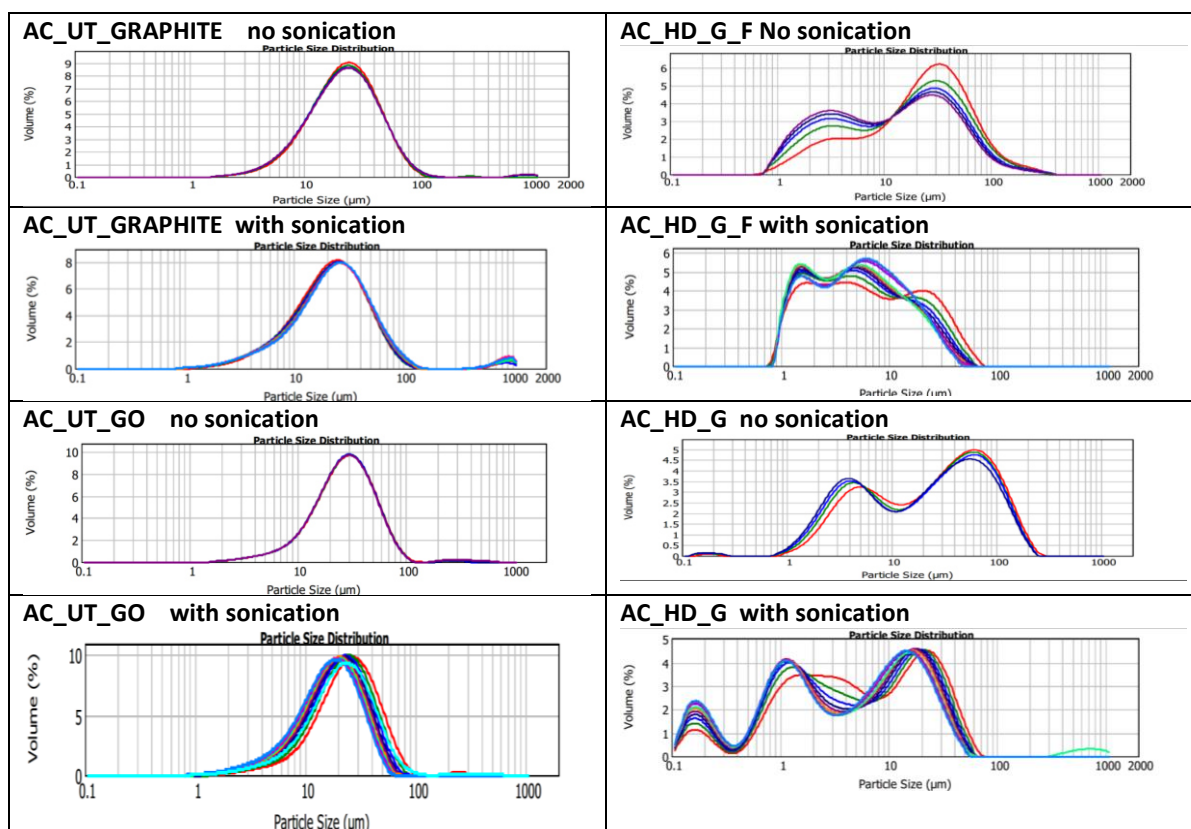 AC_UT_GRAPHITE no sonication
Particle Size Distribution
Volume (%)
9
8
7
6
5
4
3
2
1
0
0.1 1 10 100 1000 2000
Particle Size (µm)
AC_HD_G_F No sonication
Particle Size Distribution
Volume (%)
6
5
4
3
2
1
0
0.1 1 10 100 1000 2000
Particle Size (µm)
AC_UT_GRAPHITE with sonication
Particle Size Distribution
Volume (%)
8
6
4
2
0
0.1 1 10 100 1000 2000
Particle Size (µm)
AC_HD_G_F with sonication
Particle Size Distribution
Volume (%)
6
5
4
3
2
1
0
0.1 1 10 100 1000 2000
Particle Size (µm)
AC_UT_GO no sonication
Particle Size Distribution
Volume (%)
10
8
6
4
2
0
0.1 1 10 100 1000
Particle Size (µm)
AC_HD_G no sonication
Particle Size Distribution
Volume (%)
5
4.5
4
3.5
3
2.5
2
1.5
1
0.5
0
0.1 1 10 100 1000
Particle Size (µm)
AC_UT_GO with sonication
Particle Size Distribution
Volume (%)
10
5
0
0.1 1 10 100 1000
Particle Size (µm)
AC_HD_G with sonication
Particle Size Distribution
Volume (%)
5
4
3
2
1
0
0.1 1 10 100 1000 2000
Particle Size (µm)